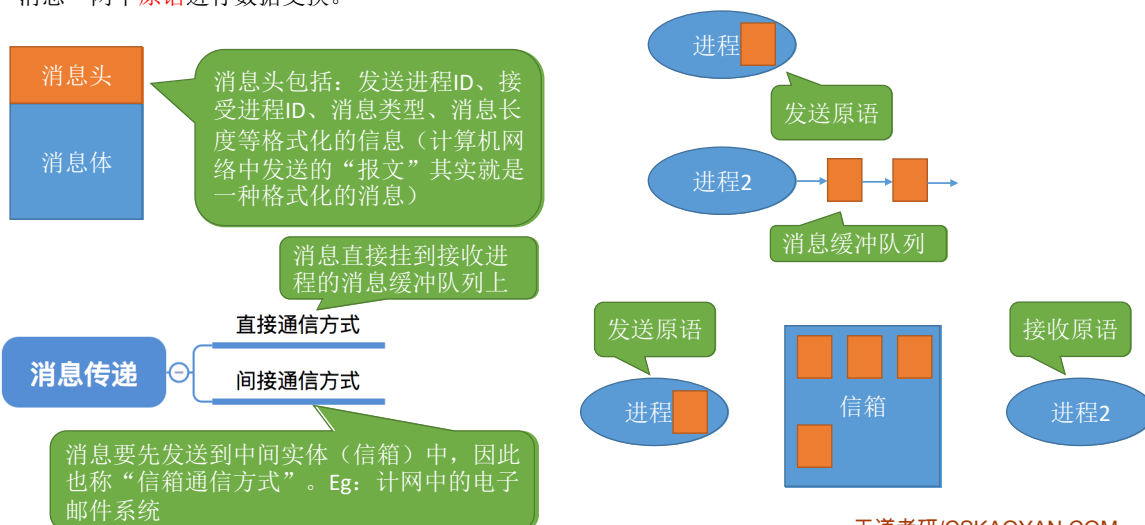 消息头
消息体
消息头包括：发送进程ID、接
受进程ID、消息类型、消息长
度等格式化的信息（计算机网
络中发送的“报文”其实就是
一种格式化的消息）
进程
发送原语
进程2
消息缓冲队列
消息直接挂到接收进
程的消息缓冲队列上
直接通信方式
消息传递
间接通信方式
消息要先发送到中间实体（信箱）中，因此
也称“信箱通信方式”。Eg：计网中的电子
邮件系统
发送原语
进程
信箱
接收原语
进程2